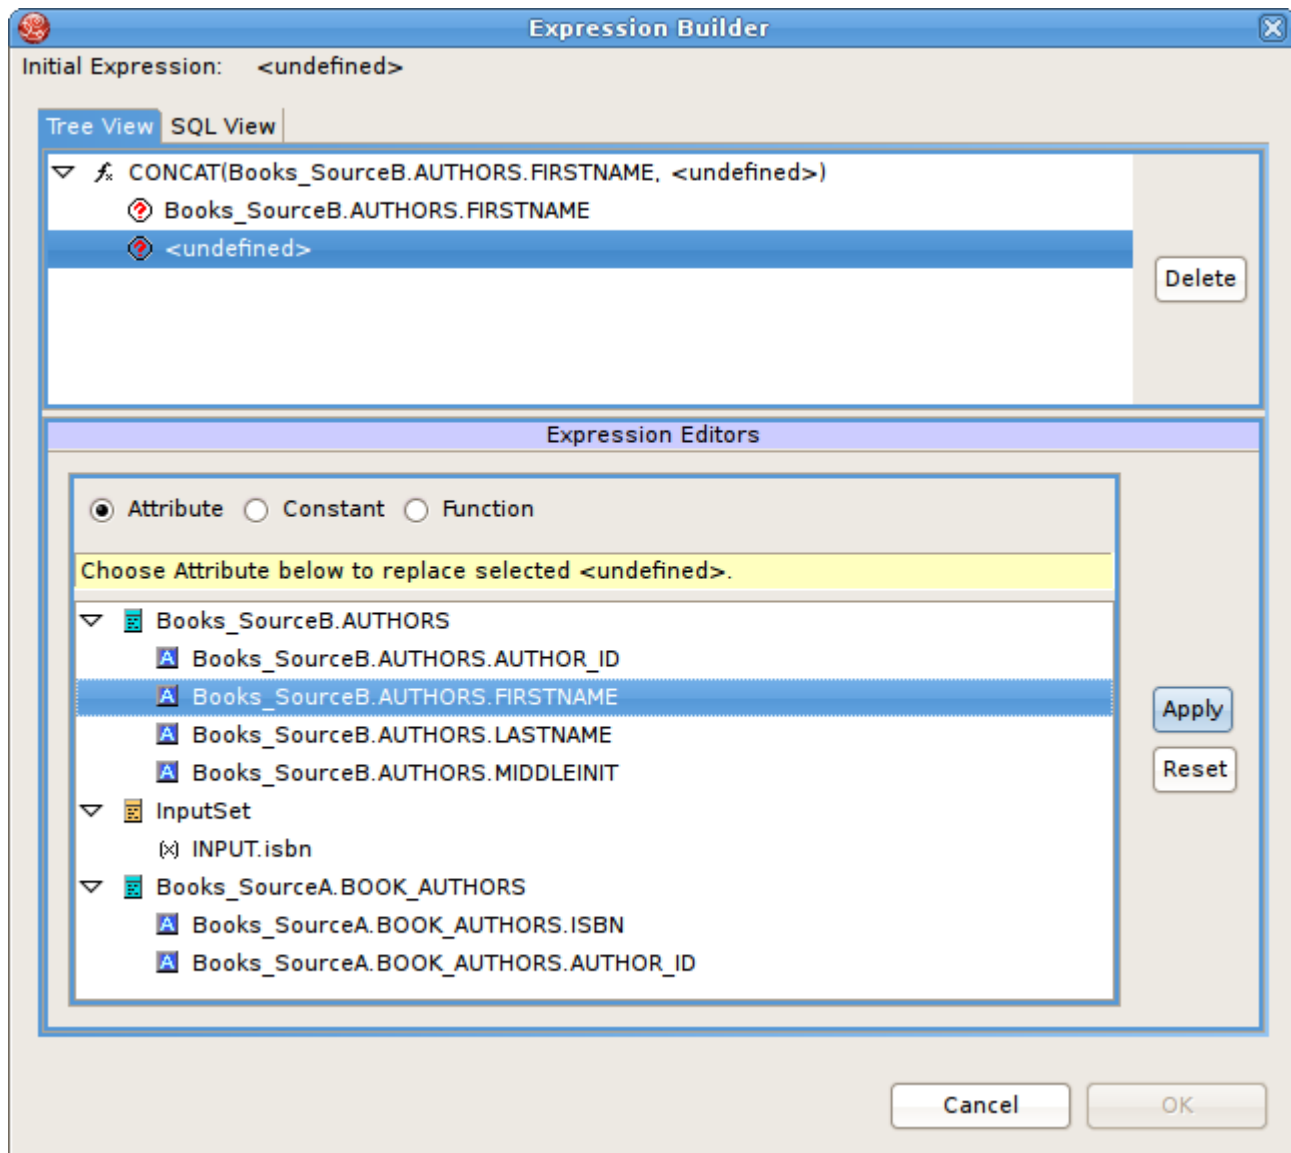 Expression Builder
Initial Expression: <undefined>
Tree View SQL View
fx CONCAT(Books_SourceB.AUTHORS.FIRSTNAME, <undefined>)
Books_SourceB.AUTHORS.FIRSTNAME
<undefined>
Delete
Expression Editors
Attribute Constant Function
Choose Attribute below to replace selected <undefined>.
Books_SourceB.AUTHORS
A Books_SourceB.AUTHORS.AUTHOR_ID
A Books_SourceB.AUTHORS.FIRSTNAME
A Books_SourceB.AUTHORS.LASTNAME
A Books_SourceB.AUTHORS.MIDDLEINIT
InputSet
(x) INPUT.isbn
Books_SourceA.BOOK_AUTHORS
A Books_SourceA.BOOK_AUTHORS.ISBN
A Books_SourceA.BOOK_AUTHORS.AUTHOR_ID
Apply
Reset
Cancel OK